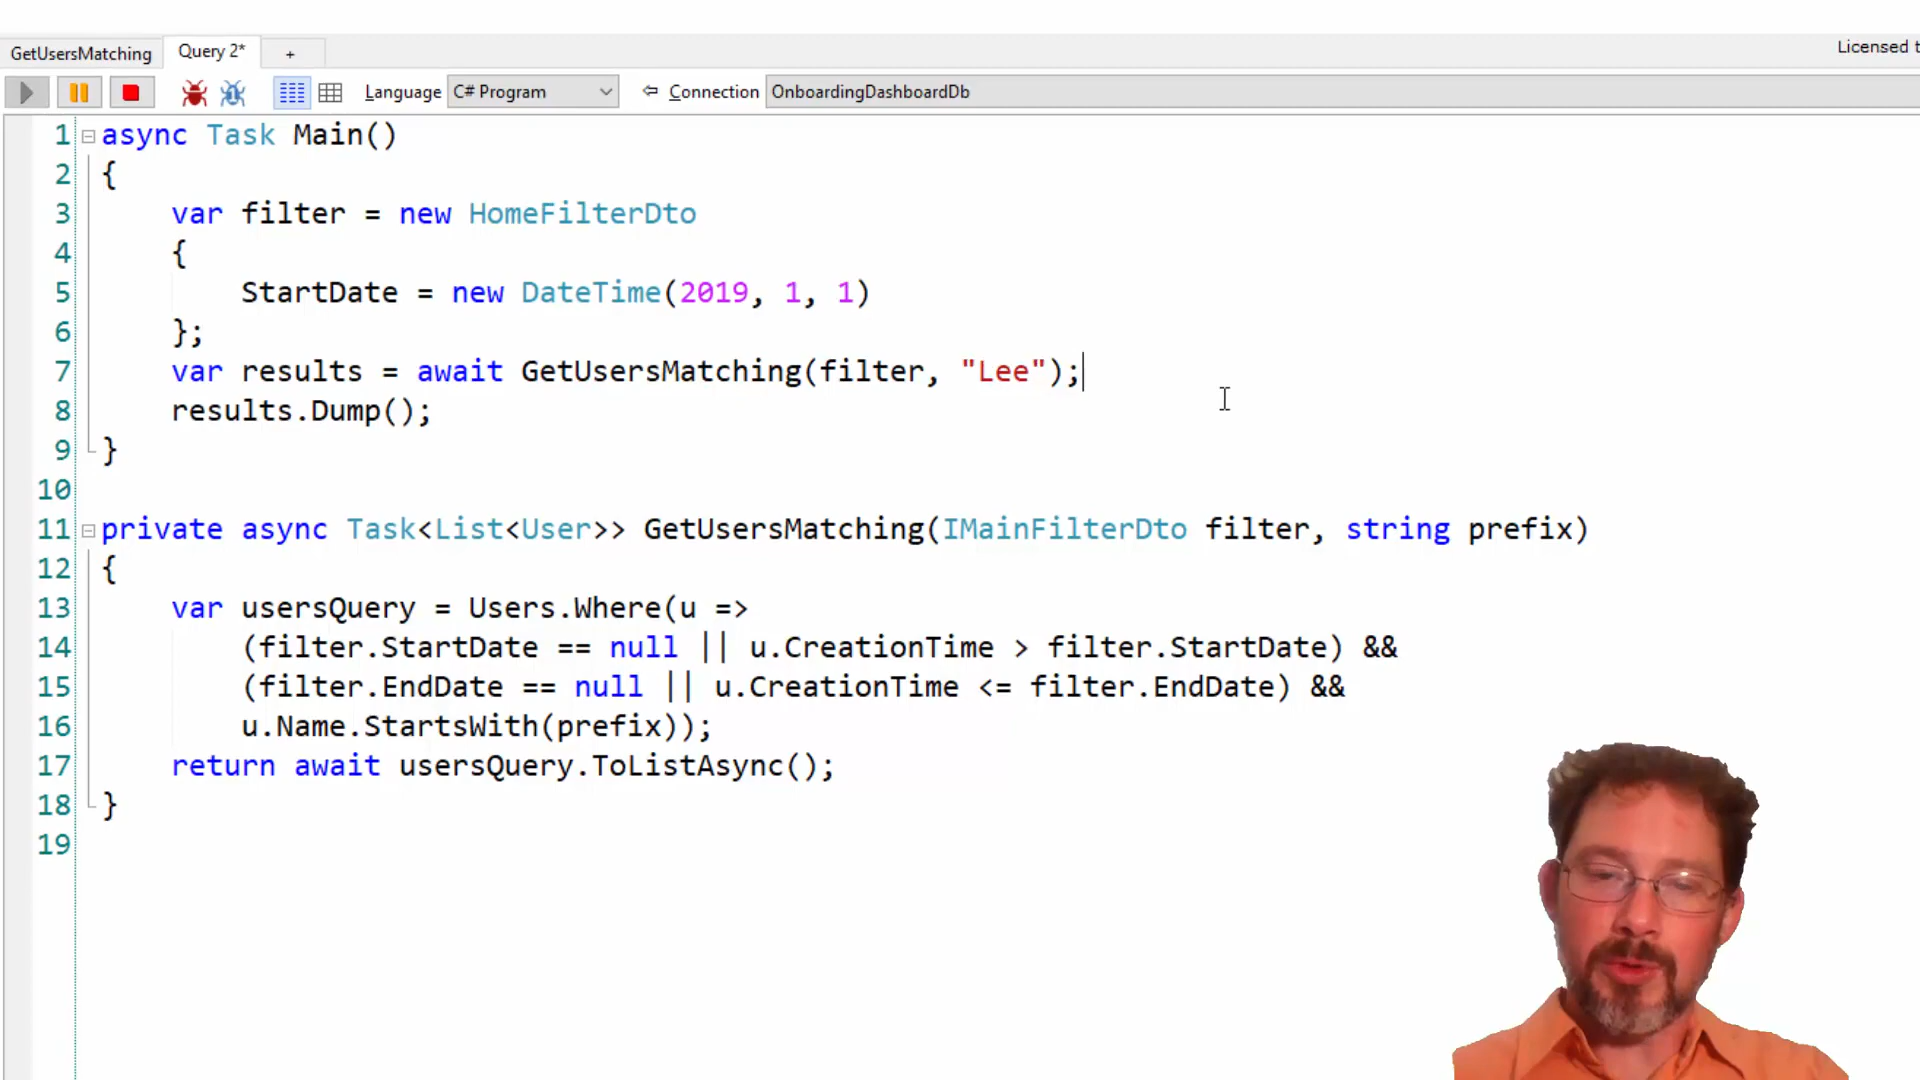 GetUsersMatching Query 2* +
Licensed t
Language C# Program Connection OnboardingDashboardDb
1 async Task Main()
2 {
3 var filter = new HomeFilterDto
4 {
5 StartDate = new DateTime(2019, 1, 1)
6 };
7 var results = await GetUsersMatching(filter, "Lee");
8 results.Dump();
9 }
10
11 private async Task<List<User>> GetUsersMatching(IMainFilterDto filter, string prefix)
12 {
13 var usersQuery = Users.Where(u =>
14 (filter.StartDate == null || u.CreationTime > filter.StartDate) &&
15 (filter.EndDate == null || u.CreationTime <= filter.EndDate) &&
16 u.Name.StartsWith(prefix));
17 return await usersQuery.ToListAsync();
18 }
19